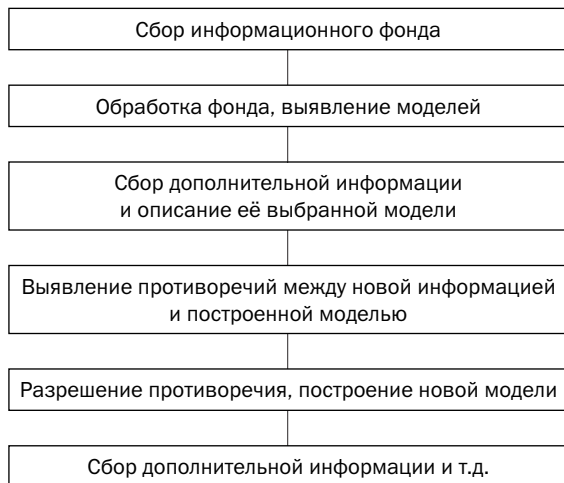 Сбор информационного фонда
Обработка фонда, выявление моделей
Сбор дополнительной информации
и описание её выбранной модели
Выявление противоречий между новой информацией
и построенной моделью
Разрешение противоречия, построение новой модели
Сбор дополнительной информации и т.д.